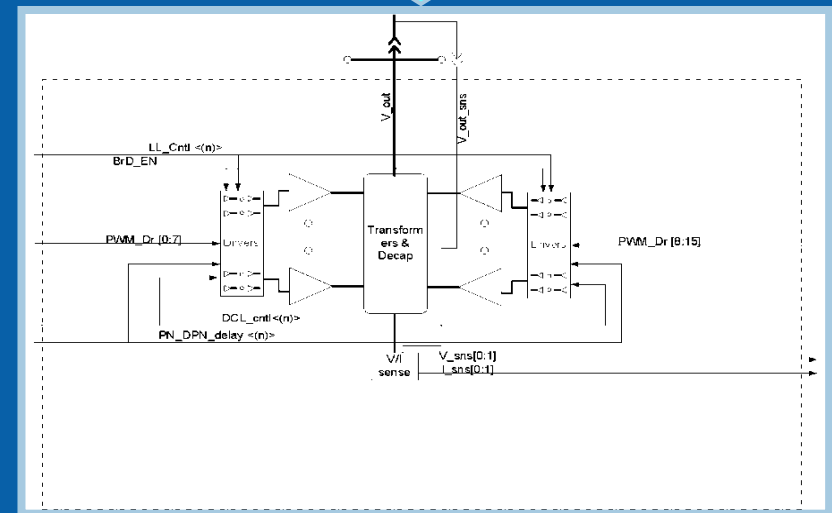 V_out
V_out_sns
LL_Cntl <(n)>
BrD_EN
Drivers
PWM_Dr [0:7]
Transform
ers &
Decap
Drivers
PWM_Dr [8:15]
DCL_cntl<(n)>
PN_DPN_delay <(n)>
V/I
sense
V_sns[0:1]
I_sns[0:1]